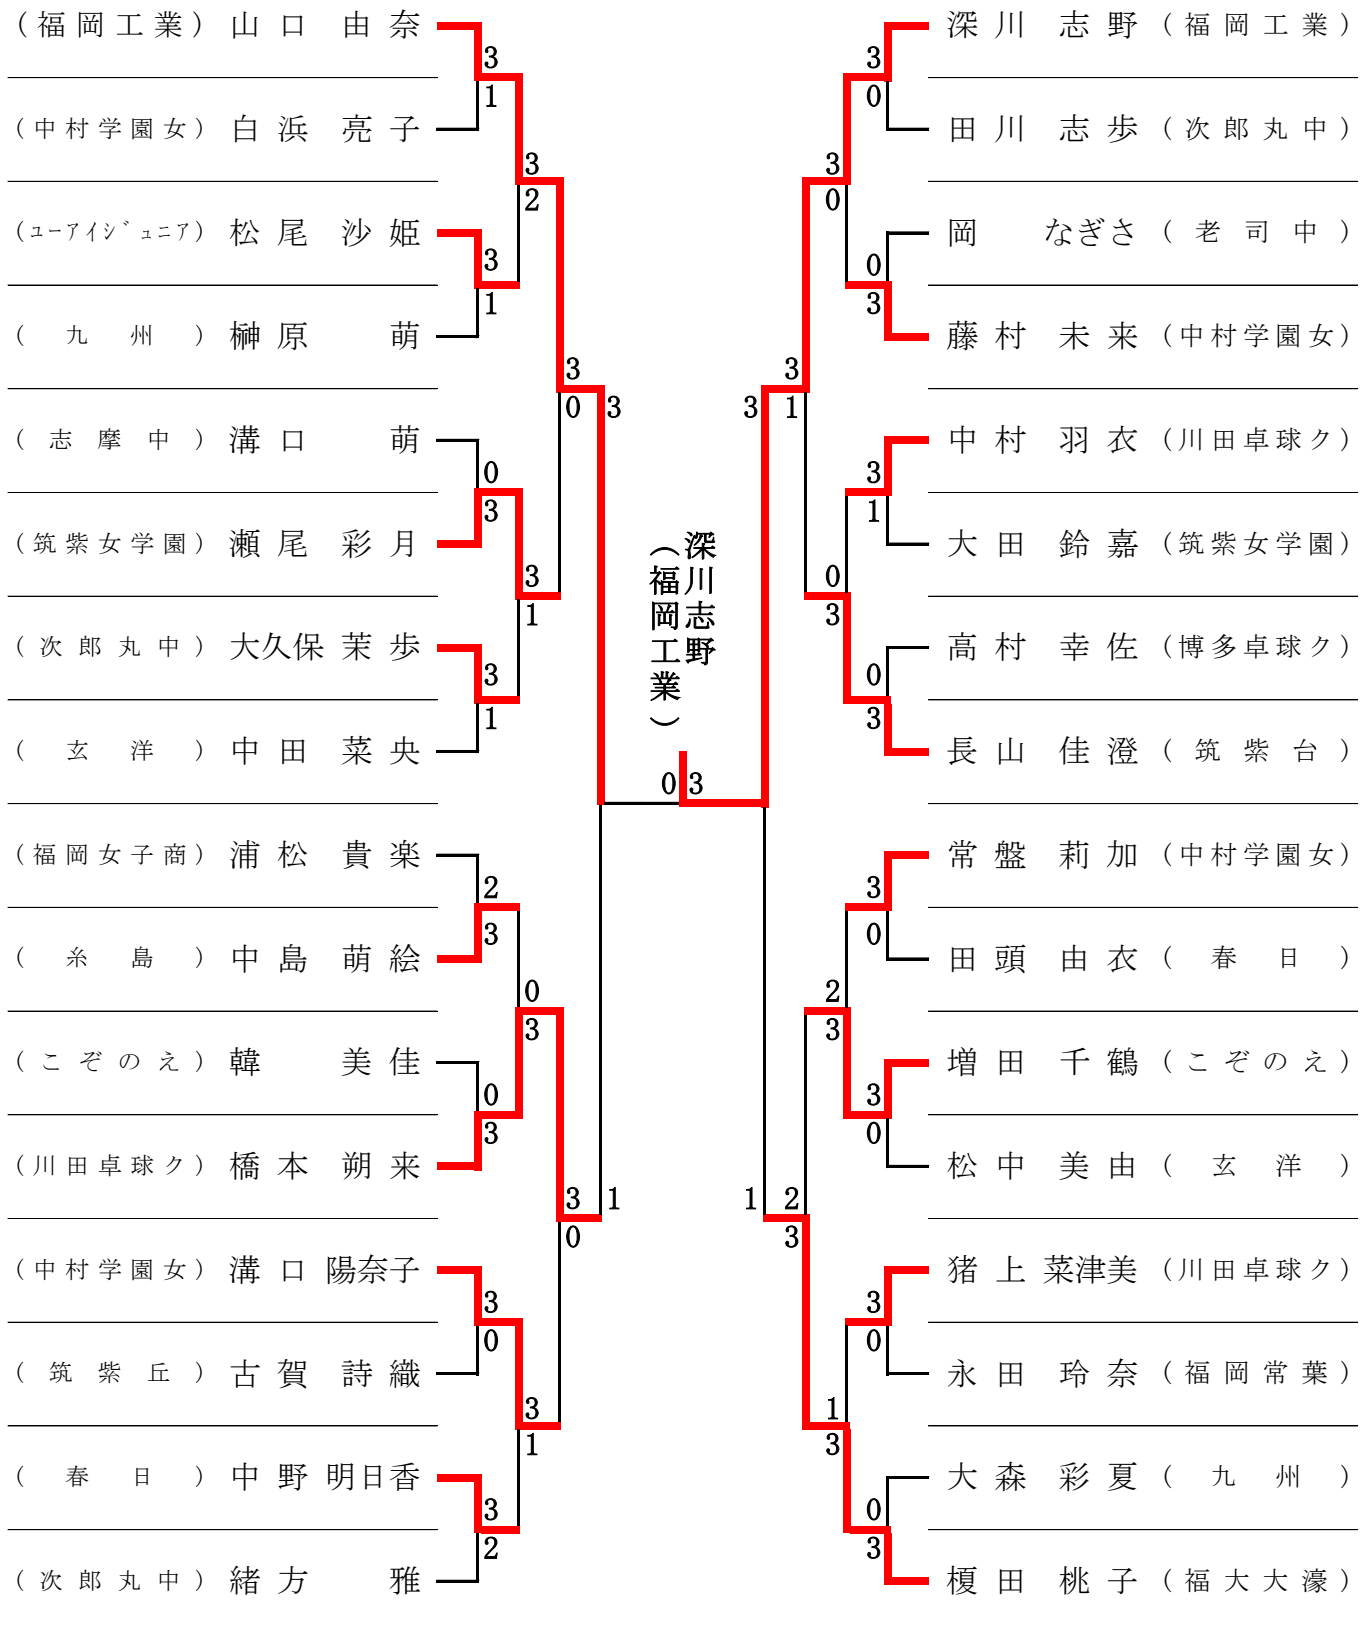 (福岡工業) 山口 由奈
3
1
(中村学園女) 白浜 亮子
3
2
(ユーアイジュニア) 松尾 沙姫
3
1
(九州) 榊原 萌
3
0
3
(志摩中) 溝口 萌
0
3
(筑紫女学園) 瀬尾 彩月
3
1
(次郎丸中) 大久保 茉歩
3
1
(玄洋) 中田 菜央
(福岡女子商) 浦松 貴楽
2
3
(糸島) 中島 萌絵
0
3
(こぞのえ) 韓 美佳
0
3
(川田卓球ク) 橋本 朔来
3
0
1
(中村学園女) 溝口 陽奈子
3
0
(筑紫丘) 古賀 詩織
3
1
(春日) 中野 明日香
3
2
(次郎丸中) 緒方 雅
深川志野
(福岡工業)
0 3
深川 志野 (福岡工業)
3
0
田川 志歩 (次郎丸中)
3
0
岡 なぎさ (老司中)
0
3
藤村 未来 (中村学園女)
3
3 1
中村 羽衣 (川田卓球ク)
3
1
大田 鈴嘉 (筑紫女学園)
0
3
高村 幸佐 (博多卓球ク)
0
3
長山 佳澄 (筑紫台)
常盤 莉加 (中村学園女)
3
0
田頭 由衣 (春日)
2
3
増田 千鶴 (こぞのえ)
3
0
松中 美由 (玄洋)
1 2
3
猪上 菜津美 (川田卓球ク)
3
0
永田 玲奈 (福岡常葉)
1
3
大森 彩夏 (九州)
0
3
榎田 桃子 (福大大濠)